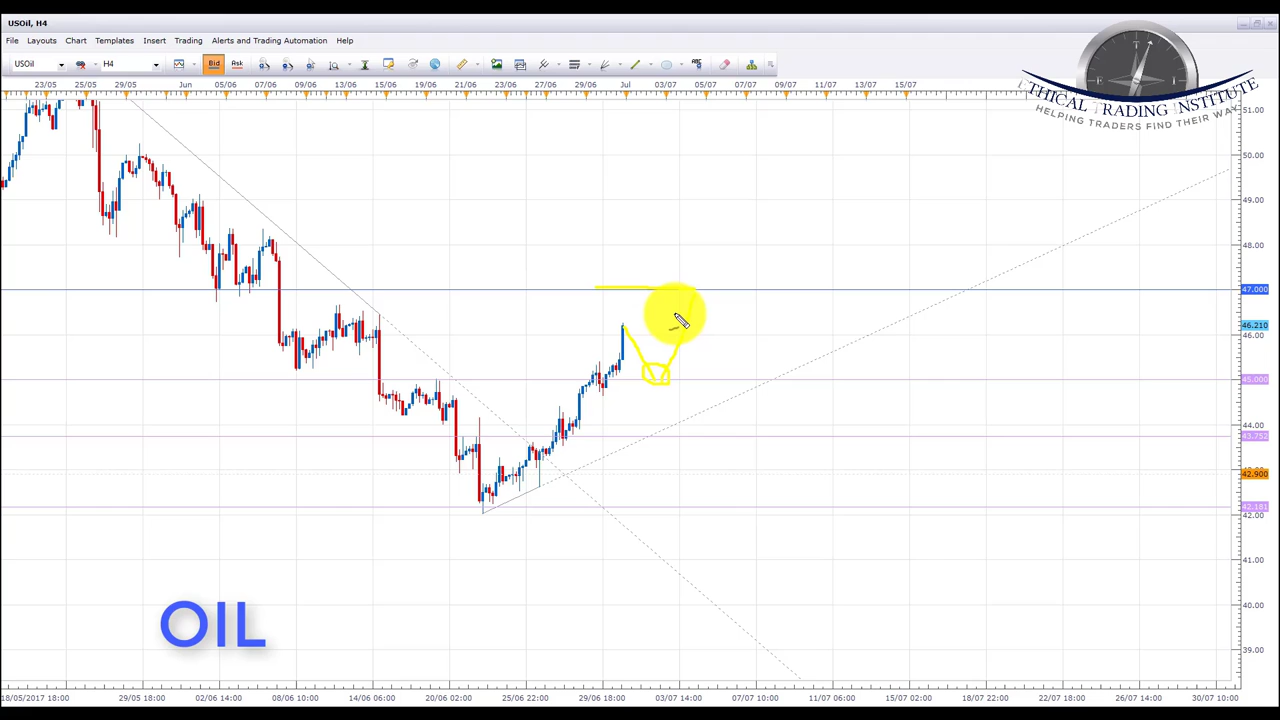 USOil, H4
File Layouts Chart Templates Insert Trading Alerts and Trading Automation Help
USOil H4 Bid Ask
23/05 25/05 29/05 Jun 05/06 07/06 09/06 13/06 15/06 19/06 21/06 23/06 27/06 29/06 Jul 03/07 05/07 07/07 11/07 13/07 15/07
ETHICAL TRADING INSTITUTE
HELPING TRADERS FIND THEIR WAY
51.00
50.00
49.00
48.00
47.000
46.210
46.00
45.000
44.00
43.752
42.900
42.181
42.00
41.00
40.00
39.00
OIL
18/05/2017 18:00 29/05 18:00 02/06 14:00 08/06 10:00 14/06 06:00 20/06 02:00 25/06 22:00 29/06 18:00 03/07 14:00 07/07 10:00 11/07 06:00 15/07 02:00 18/07 22:00 22/07 18:00 26/07 14:00 30/07 10:00